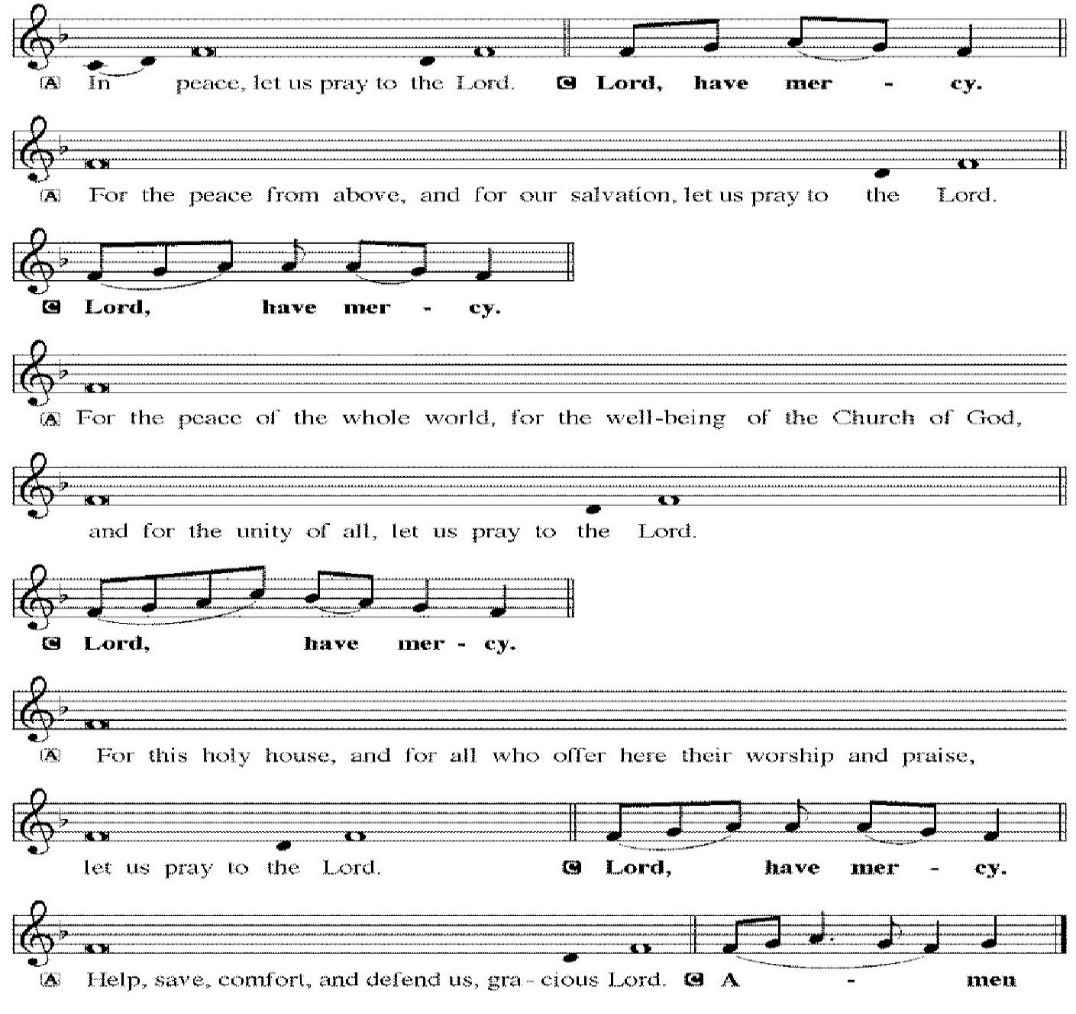 A In peace, let us pray to the Lord. C Lord, have mer - cy.
A For the peace from above, and for our salvation, let us pray to the Lord.
C Lord, have mer - cy.
A For the peace of the whole world, for the well-being of the Church of God,
and for the unity of all, let us pray to the Lord.
C Lord, have mer - cy.
A For this holy house, and for all who offer here their worship and praise,
let us pray to the Lord. C Lord, have mer - cy.
A Help, save, comfort, and defend us, gra - cious Lord. C A - men